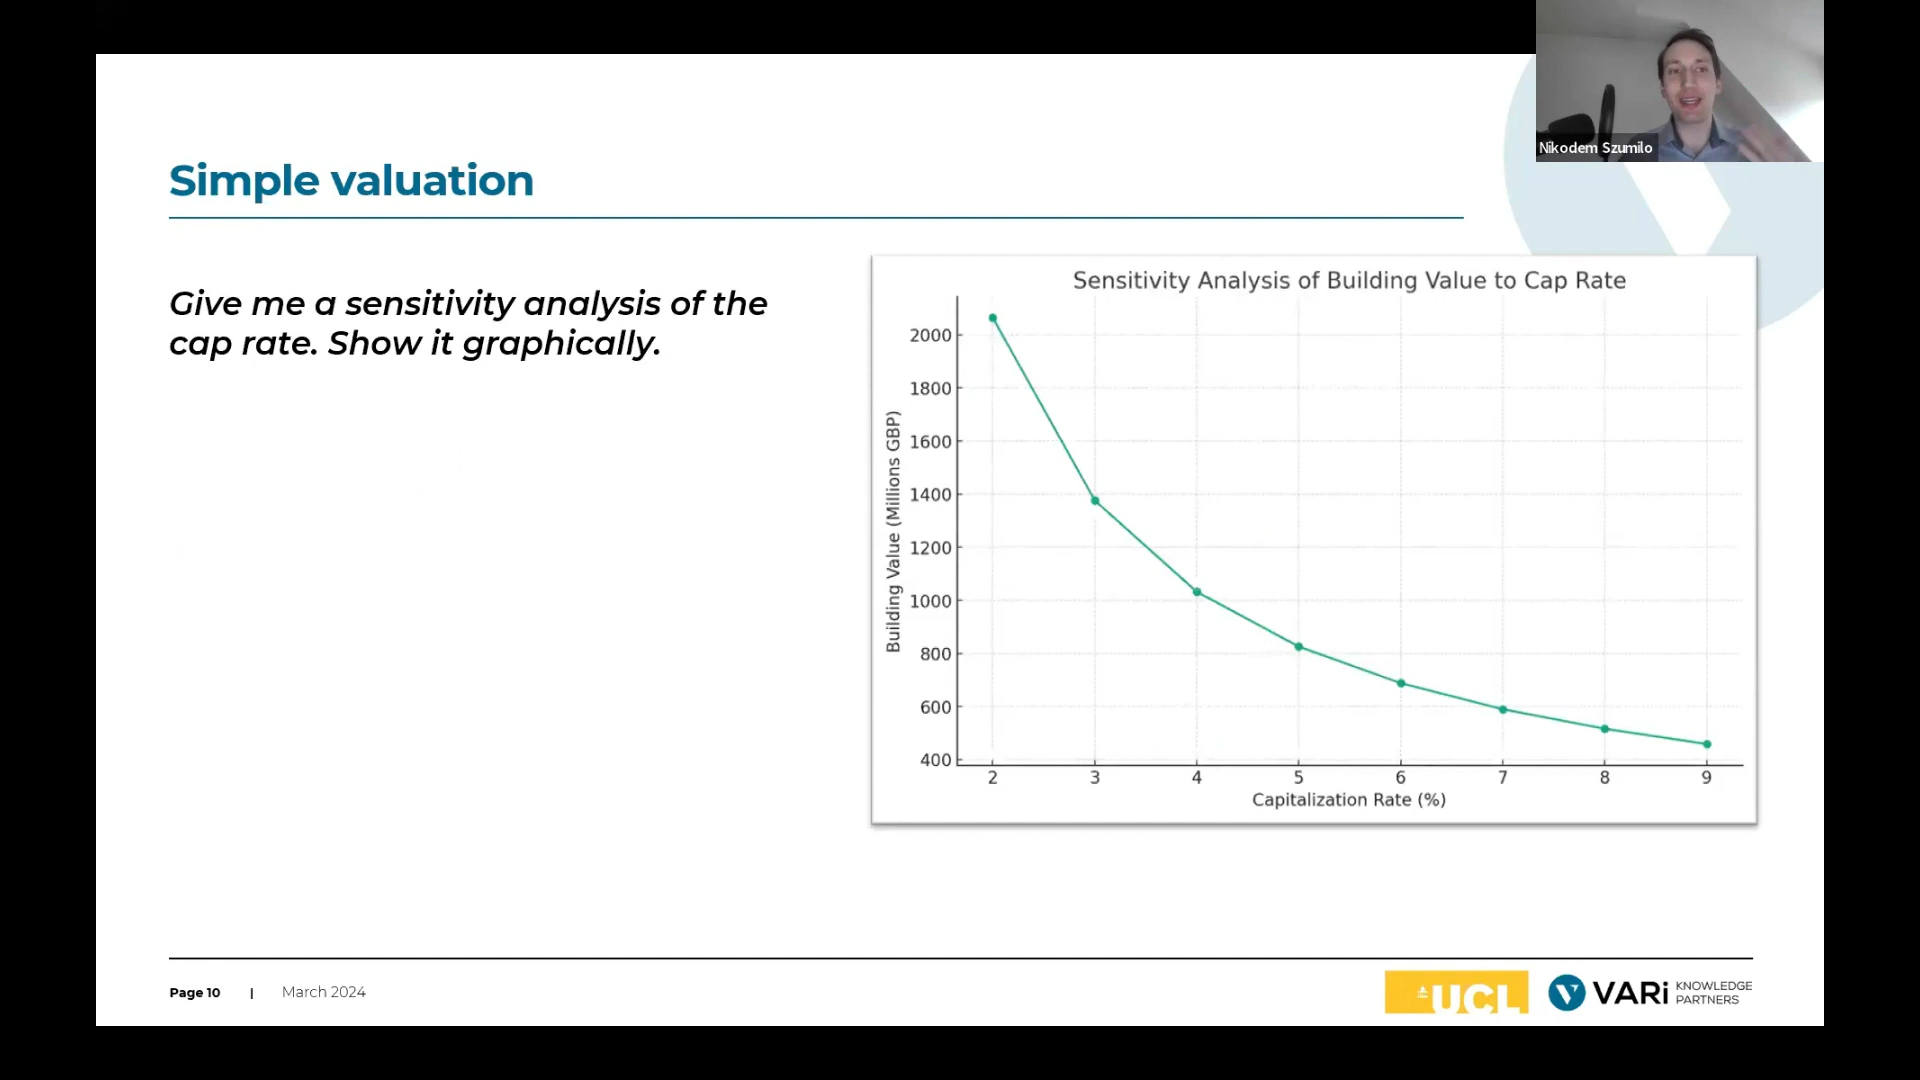 Nikodem Szumilo
Simple valuation
Give me a sensitivity analysis of the
cap rate. Show it graphically.
Sensitivity Analysis of Building Value to Cap Rate
Building Value (Millions GBP)
2000
1800
1600
1400
1200
1000
800
600
400
2 3 4 5 6 7 8 9
Capitalization Rate (%)
Page 10 | March 2024
UCL
VARi KNOWLEDGE
PARTNERS